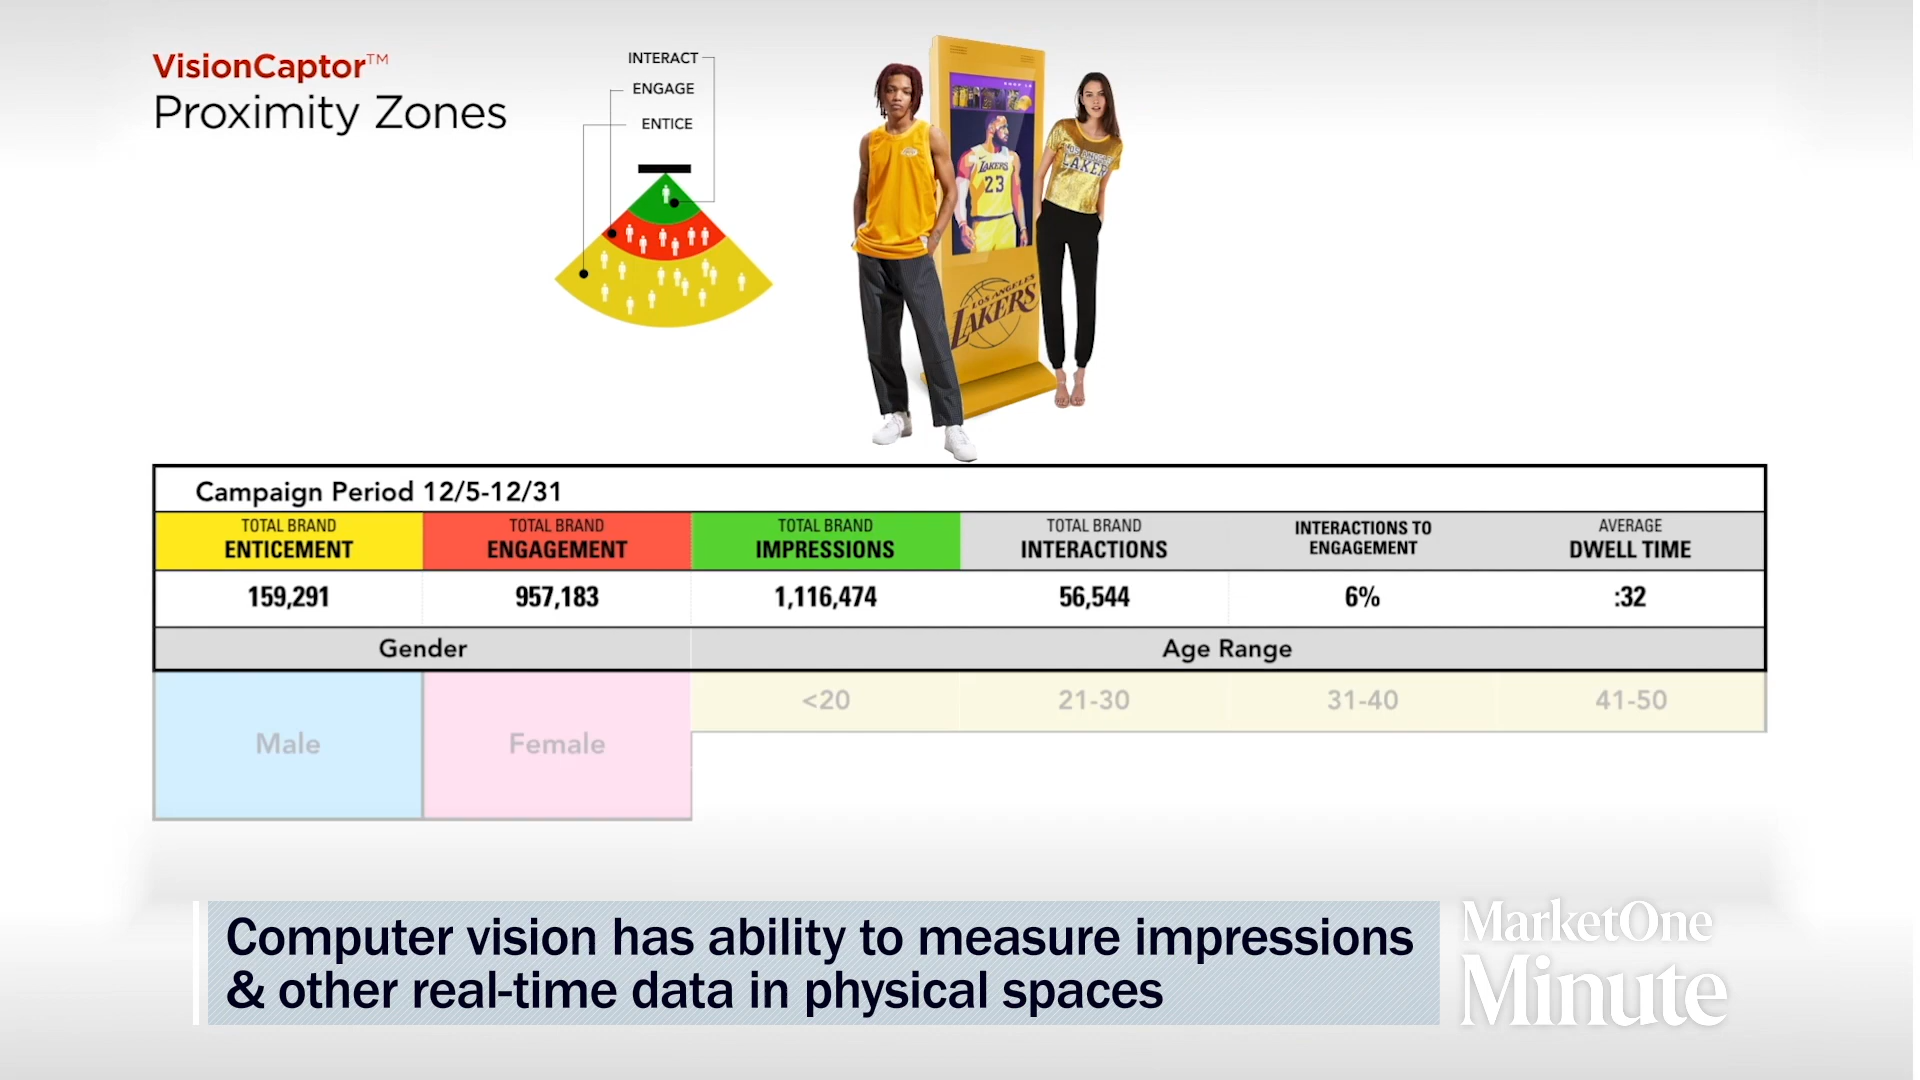 VisionCaptor™
Proximity Zones
INTERACT
ENGAGE
ENTICE
LAKERS
23
LOS ANGELES
LAKERS
LAKERS
Campaign Period 12/5-12/31
TOTAL BRAND ENTICEMENT
TOTAL BRAND ENGAGEMENT
TOTAL BRAND IMPRESSIONS
TOTAL BRAND INTERACTIONS
INTERACTIONS TO ENGAGEMENT
AVERAGE DWELL TIME
159,291
957,183
1,116,474
56,544
6%
:32
Gender
Age Range
<20
21-30
31-40
41-50
Male
Female
Computer vision has ability to measure impressions
& other real-time data in physical spaces
MarketOne
Minute